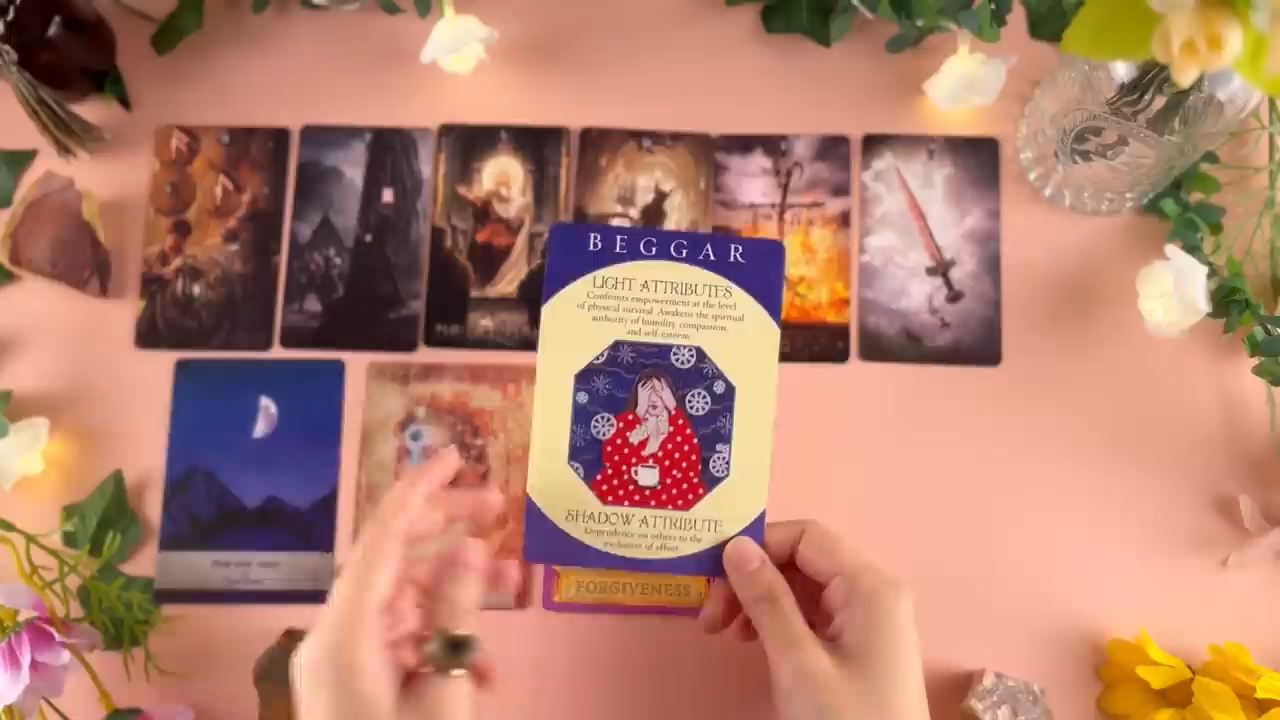 BEGGAR
LIGHT ATTRIBUTES
Confronts empowerment at the level
of physical survival. Awakens the spiritual
authority of humility, compassion,
and self-esteem.
SHADOW ATTRIBUTE
Dependence on others to the
exclusion of effort.
FORGIVENESS